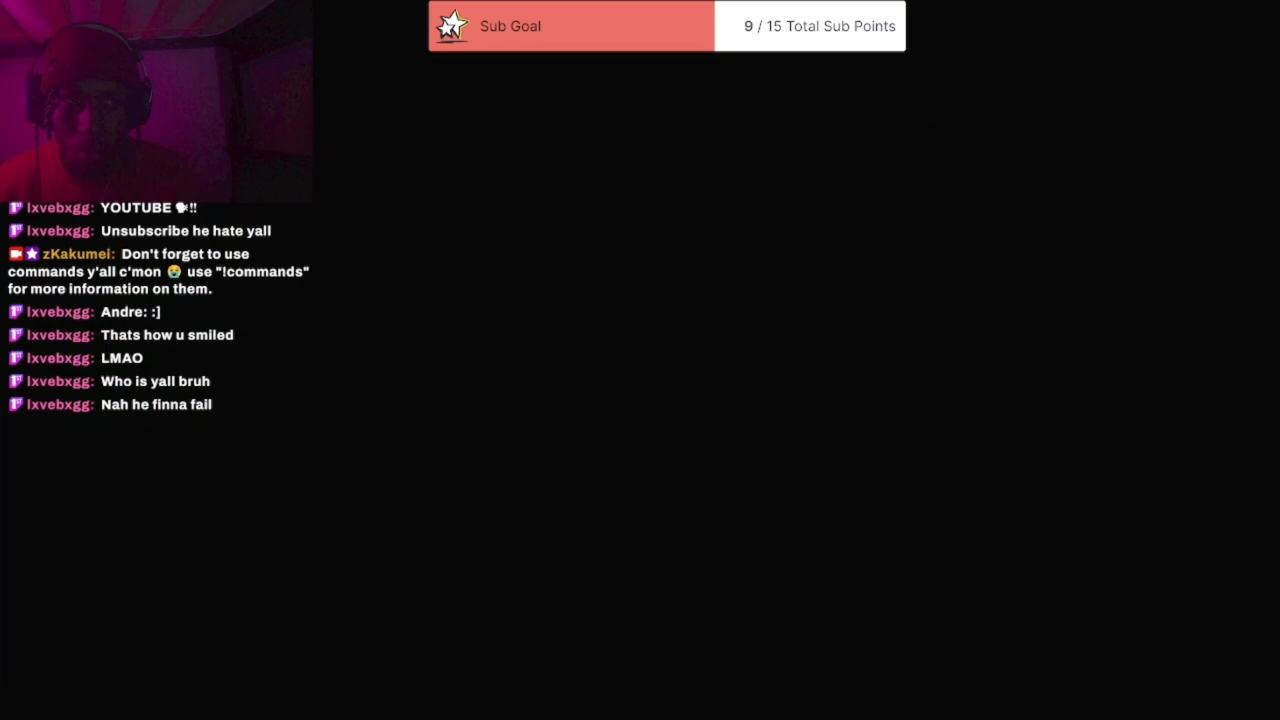 Sub Goal 9 / 15 Total Sub Points
lxvebxgg: YOUTUBE 🗣‼
lxvebxgg: Unsubscribe he hate yall
zKakumei: Don't forget to use
commands y'all c'mon 😭 use "!commands"
for more information on them.
lxvebxgg: Andre: :]
lxvebxgg: Thats how u smiled
lxvebxgg: LMAO
lxvebxgg: Who is yall bruh
lxvebxgg: Nah he finna fail